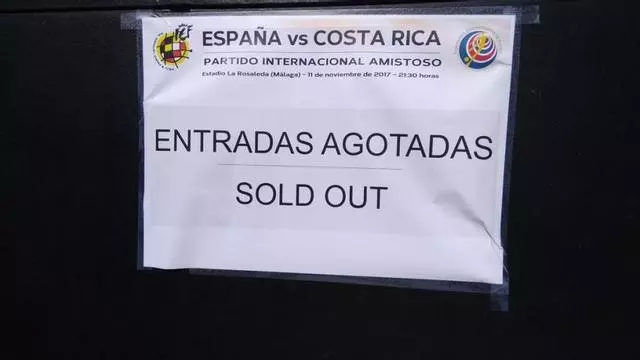 ESPAÑA vs COSTA RICA
PARTIDO INTERNACIONAL AMISTOSO
Estadio La Rosaleda (Málaga) - 11 de noviembre de 2017 - 21:30 horas
ENTRADAS AGOTADAS
SOLD OUT